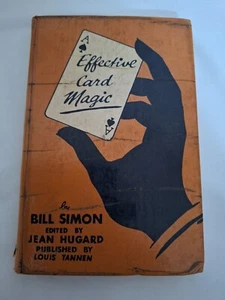 A
Effective
Card
Magic
A
by
BILL SIMON
EDITED BY
JEAN HUGARD
PUBLISHED BY
LOUIS TANNEN